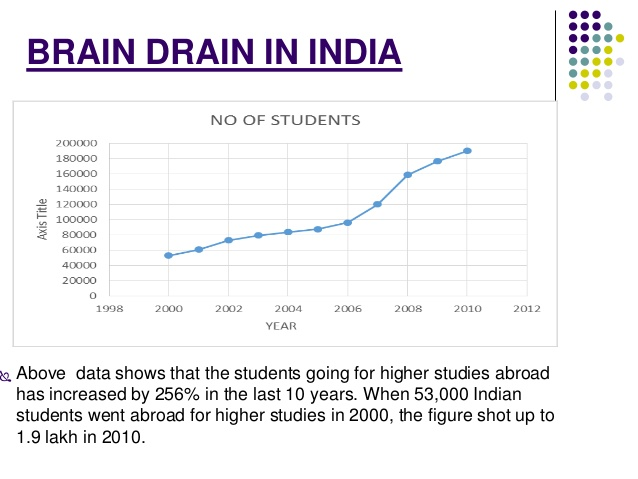 BRAIN DRAIN IN INDIA
NO OF STUDENTS
200000
180000
160000
140000
120000
100000
80000
60000
40000
20000
0
Axis Title
1998 2000 2002 2004 2006 2008 2010 2012
YEAR
Above data shows that the students going for higher studies abroad
has increased by 256% in the last 10 years. When 53,000 Indian
students went abroad for higher studies in 2000, the figure shot up to
1.9 lakh in 2010.